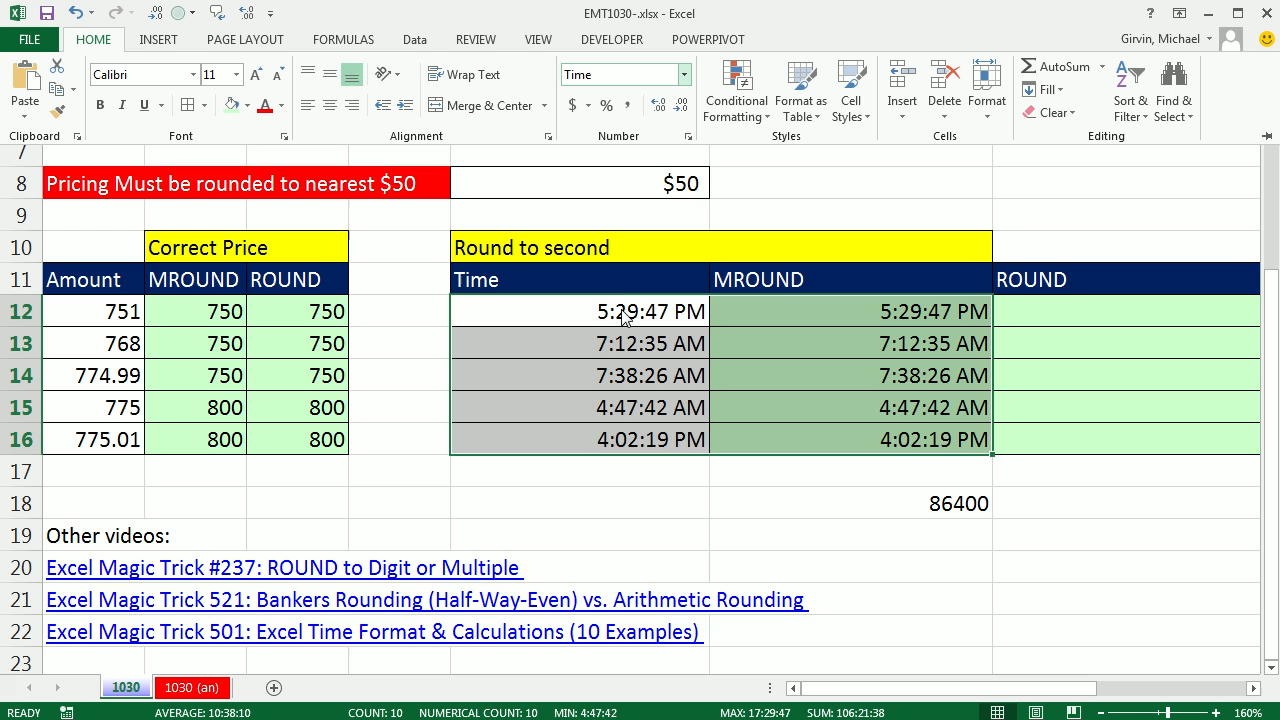 EMT1030-.xlsx - Excel
FILE HOME INSERT PAGE LAYOUT FORMULAS Data REVIEW VIEW DEVELOPER POWERPIVOT Girvin, Michael
Paste Calibri 11 B I U Wrap Text Merge & Center Time $ % , Conditional Formatting Format as Table Cell Styles Insert Delete Format AutoSum Fill Clear Sort & Filter Find & Select
Clipboard Font Alignment Number Styles Cells Editing
7
8 Pricing Must be rounded to nearest $50 $50
9
10 Correct Price Round to second
11 Amount MROUND ROUND Time MROUND ROUND
12 751 750 750 5:29:47 PM 5:29:47 PM
13 768 750 750 7:12:35 AM 7:12:35 AM
14 774.99 750 750 7:38:26 AM 7:38:26 AM
15 775 800 800 4:47:42 AM 4:47:42 AM
16 775.01 800 800 4:02:19 PM 4:02:19 PM
17
18 86400
19 Other videos:
20 Excel Magic Trick #237: ROUND to Digit or Multiple
21 Excel Magic Trick 521: Bankers Rounding (Half-Way-Even) vs. Arithmetic Rounding
22 Excel Magic Trick 501: Excel Time Format & Calculations (10 Examples)
23
1030 1030 (an)
READY AVERAGE: 10:38:10 COUNT: 10 NUMERICAL COUNT: 10 MIN: 4:47:42 MAX: 17:29:47 SUM: 106:21:38 160%